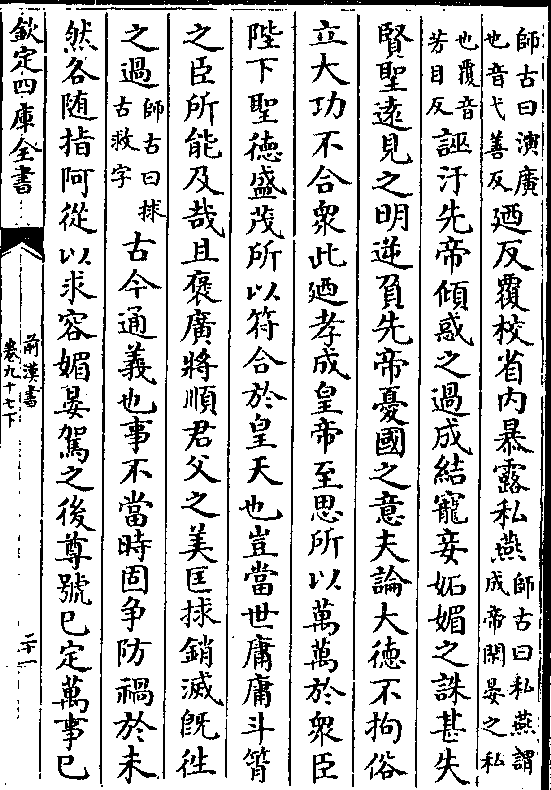 師古曰演廣
也音弋善反
廼反覆校省内暴露私燕
師古曰私燕謂
成帝閒晏之私
也覆音
芳目反
誣汙先帝傾惑之過成結寵妾妬媚之誅甚失
賢聖逺見之明逆負先帝憂國之意夫論大德不拘俗
立大功不合衆此廼孝成皇帝至思所以萬萬於衆臣
陛下聖徳盛茂所以符合於皇天也豈當世庸庸斗筲
之臣所能及哉且褒廣將順君父之美匡捄銷滅既往
之過
師古曰捄
古救字
古今通義也事不當時固争防禍於未
然各随指阿從以求容媚晏駕之後尊號已定萬事已
欽定四庫全書
前漢書
卷九十七下
二十一